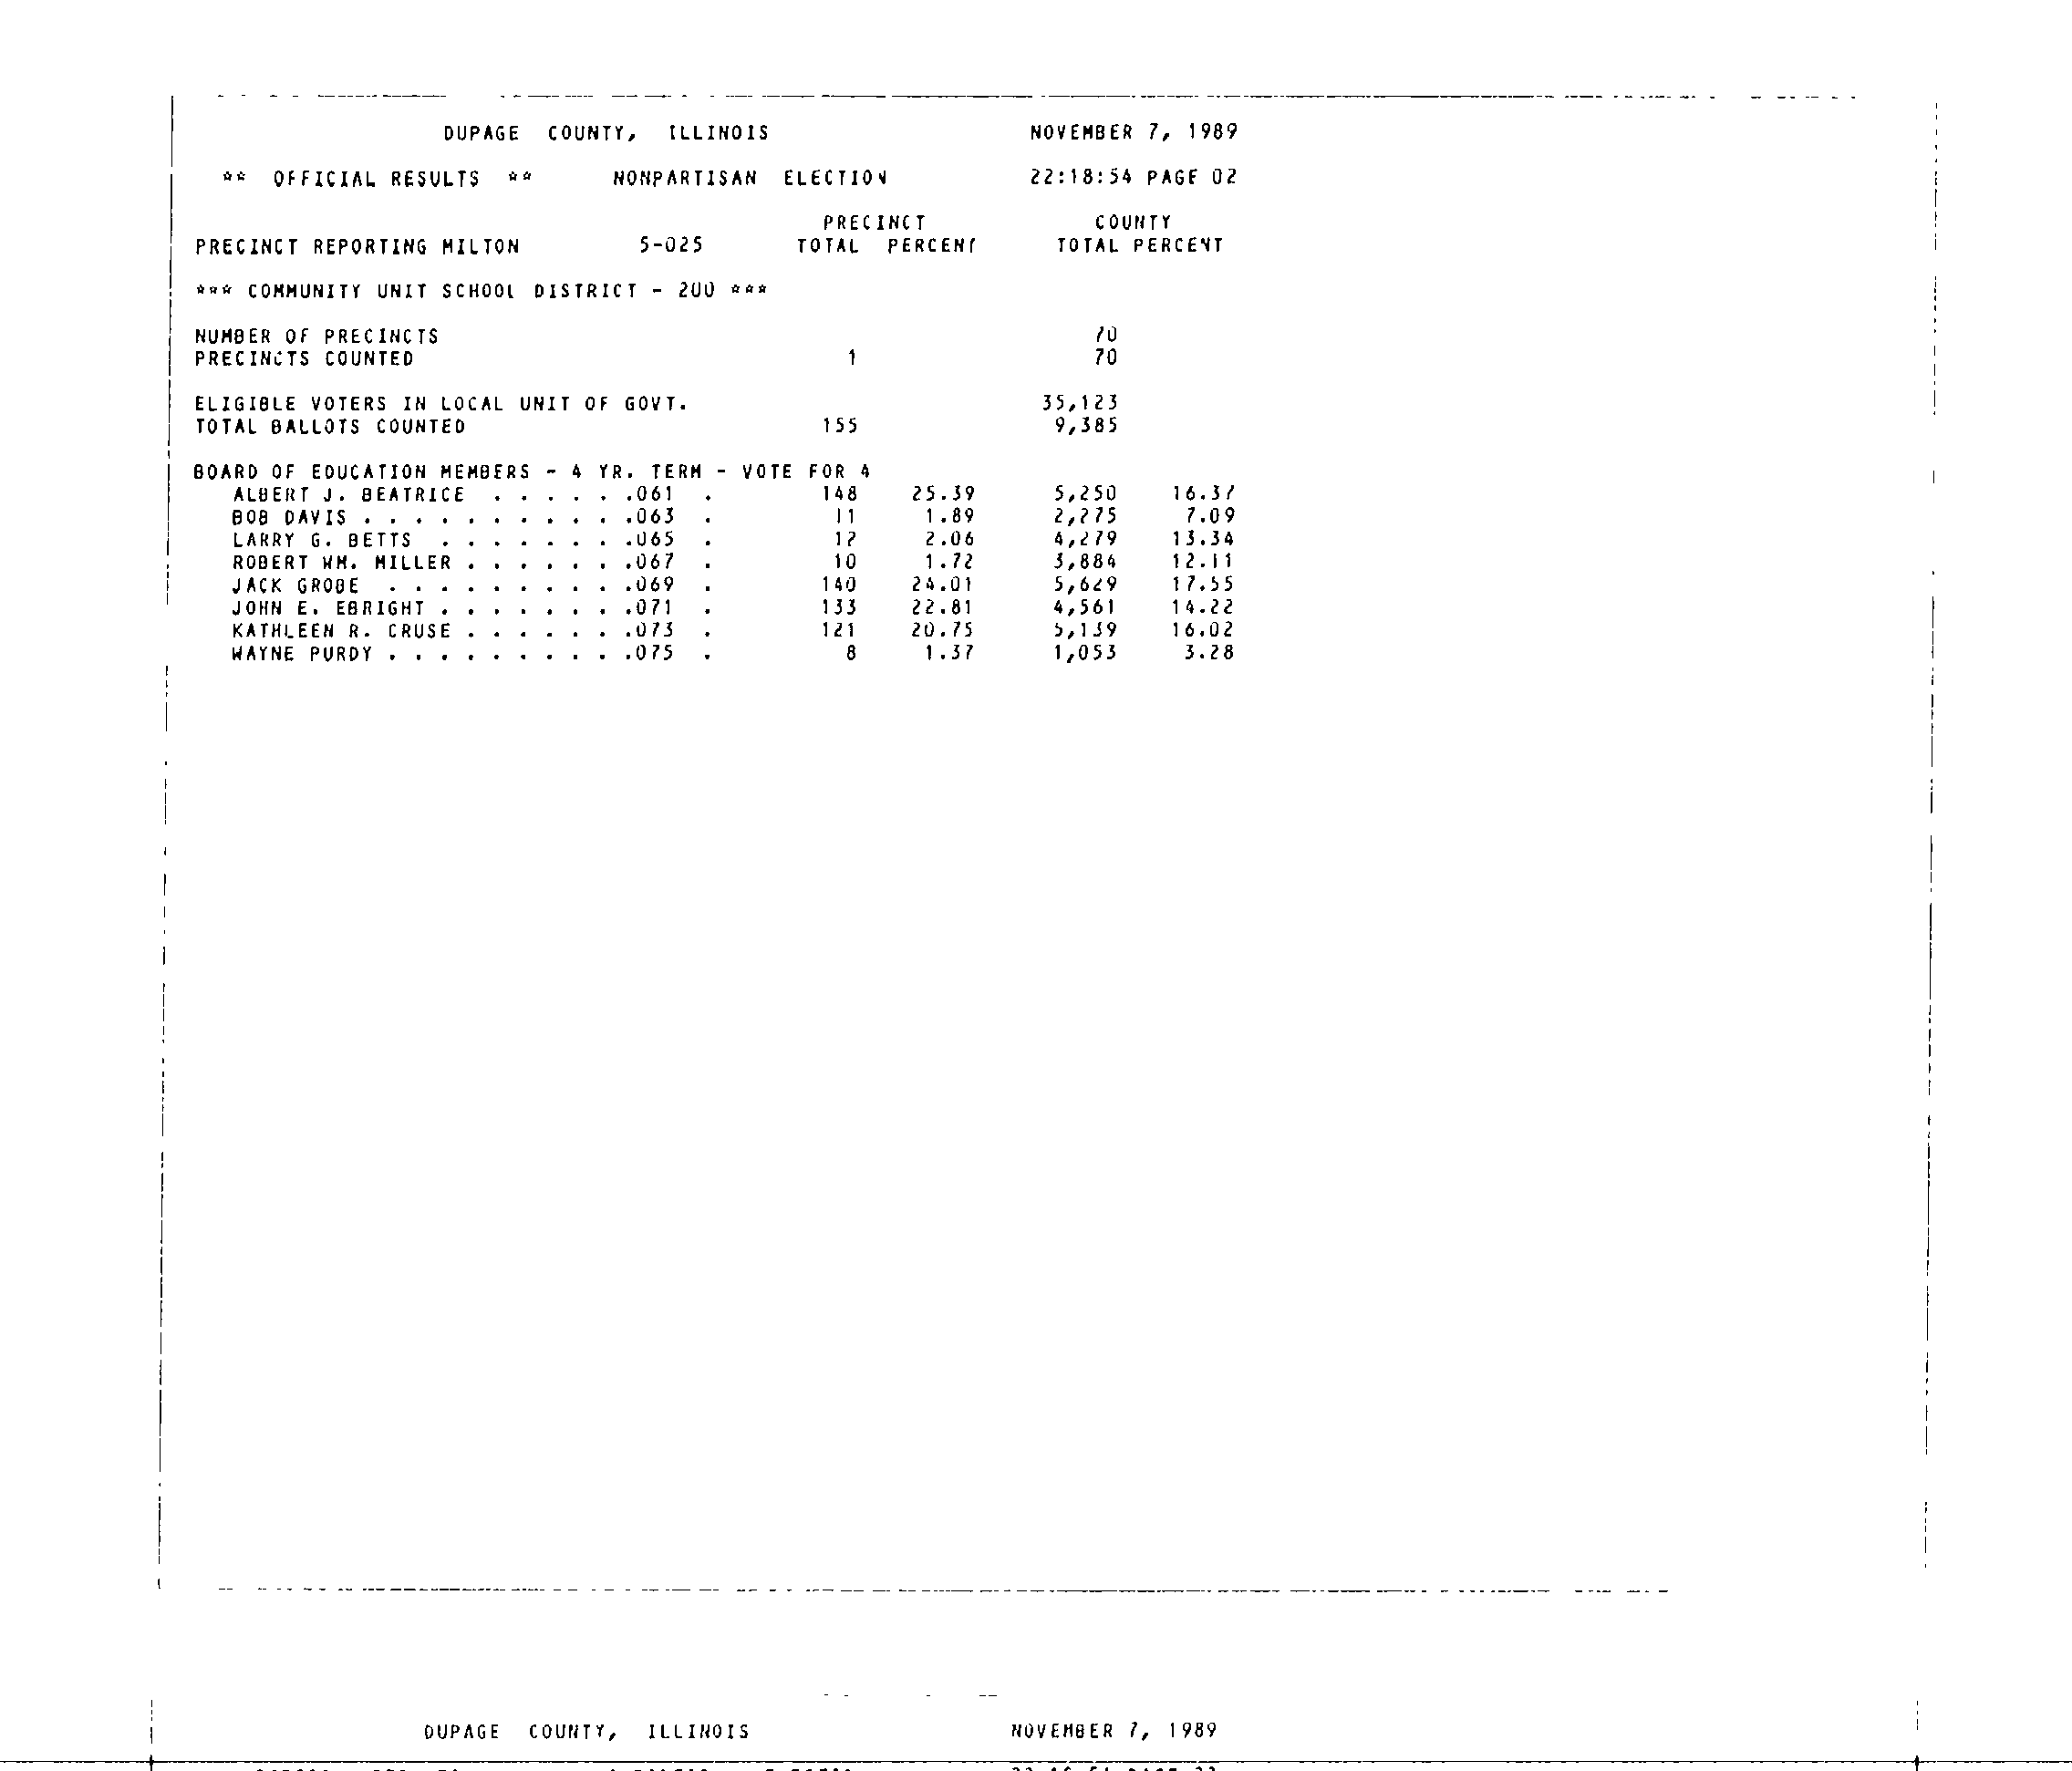 DUPAGE COUNTY, ILLINOIS NOVEMBER 7, 1989
** OFFICIAL RESULTS ** NONPARTISAN ELECTION 22:18:54 PAGE 02
PRECINCT COUNTY
PRECINCT REPORTING MILTON 5-025 TOTAL PERCENT TOTAL PERCENT
*** COMMUNITY UNIT SCHOOL DISTRICT - 200 ***
NUMBER OF PRECINCTS 70
PRECINCTS COUNTED 1 70
ELIGIBLE VOTERS IN LOCAL UNIT OF GOVT. 35,123
TOTAL BALLOTS COUNTED 155 9,385
BOARD OF EDUCATION MEMBERS - 4 YR. TERM - VOTE FOR 4
ALBERT J. BEATRICE . . . . . .061 . 148 25.39 5,250 16.37
BOB DAVIS . . . . . . . . . . .063 . 11 1.89 2,275 7.09
LARRY G. BETTS . . . . . . . .065 . 12 2.06 4,279 13.34
ROBERT WM. MILLER . . . . . . .067 . 10 1.72 3,884 12.11
JACK GROBE . . . . . . . . . .069 . 140 24.01 5,629 17.55
JOHN E. EBRIGHT . . . . . . . .071 . 133 22.81 4,561 14.22
KATHLEEN R. CRUSE . . . . . . .073 . 121 20.75 5,139 16.02
WAYNE PURDY . . . . . . . . . .075 . 8 1.37 1,053 3.28
DUPAGE COUNTY, ILLINOIS NOVEMBER 7, 1989